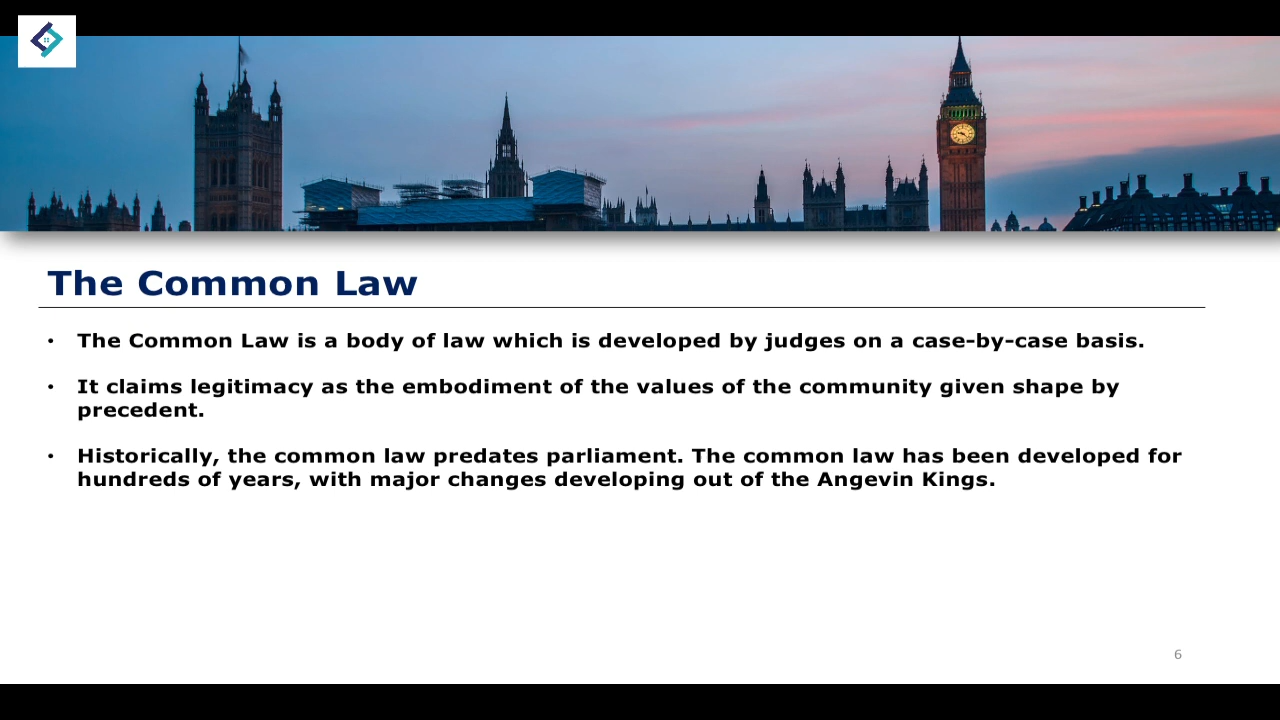 The Common Law
• The Common Law is a body of law which is developed by judges on a case-by-case basis.
• It claims legitimacy as the embodiment of the values of the community given shape by
precedent.
• Historically, the common law predates parliament. The common law has been developed for
hundreds of years, with major changes developing out of the Angevin Kings.
6